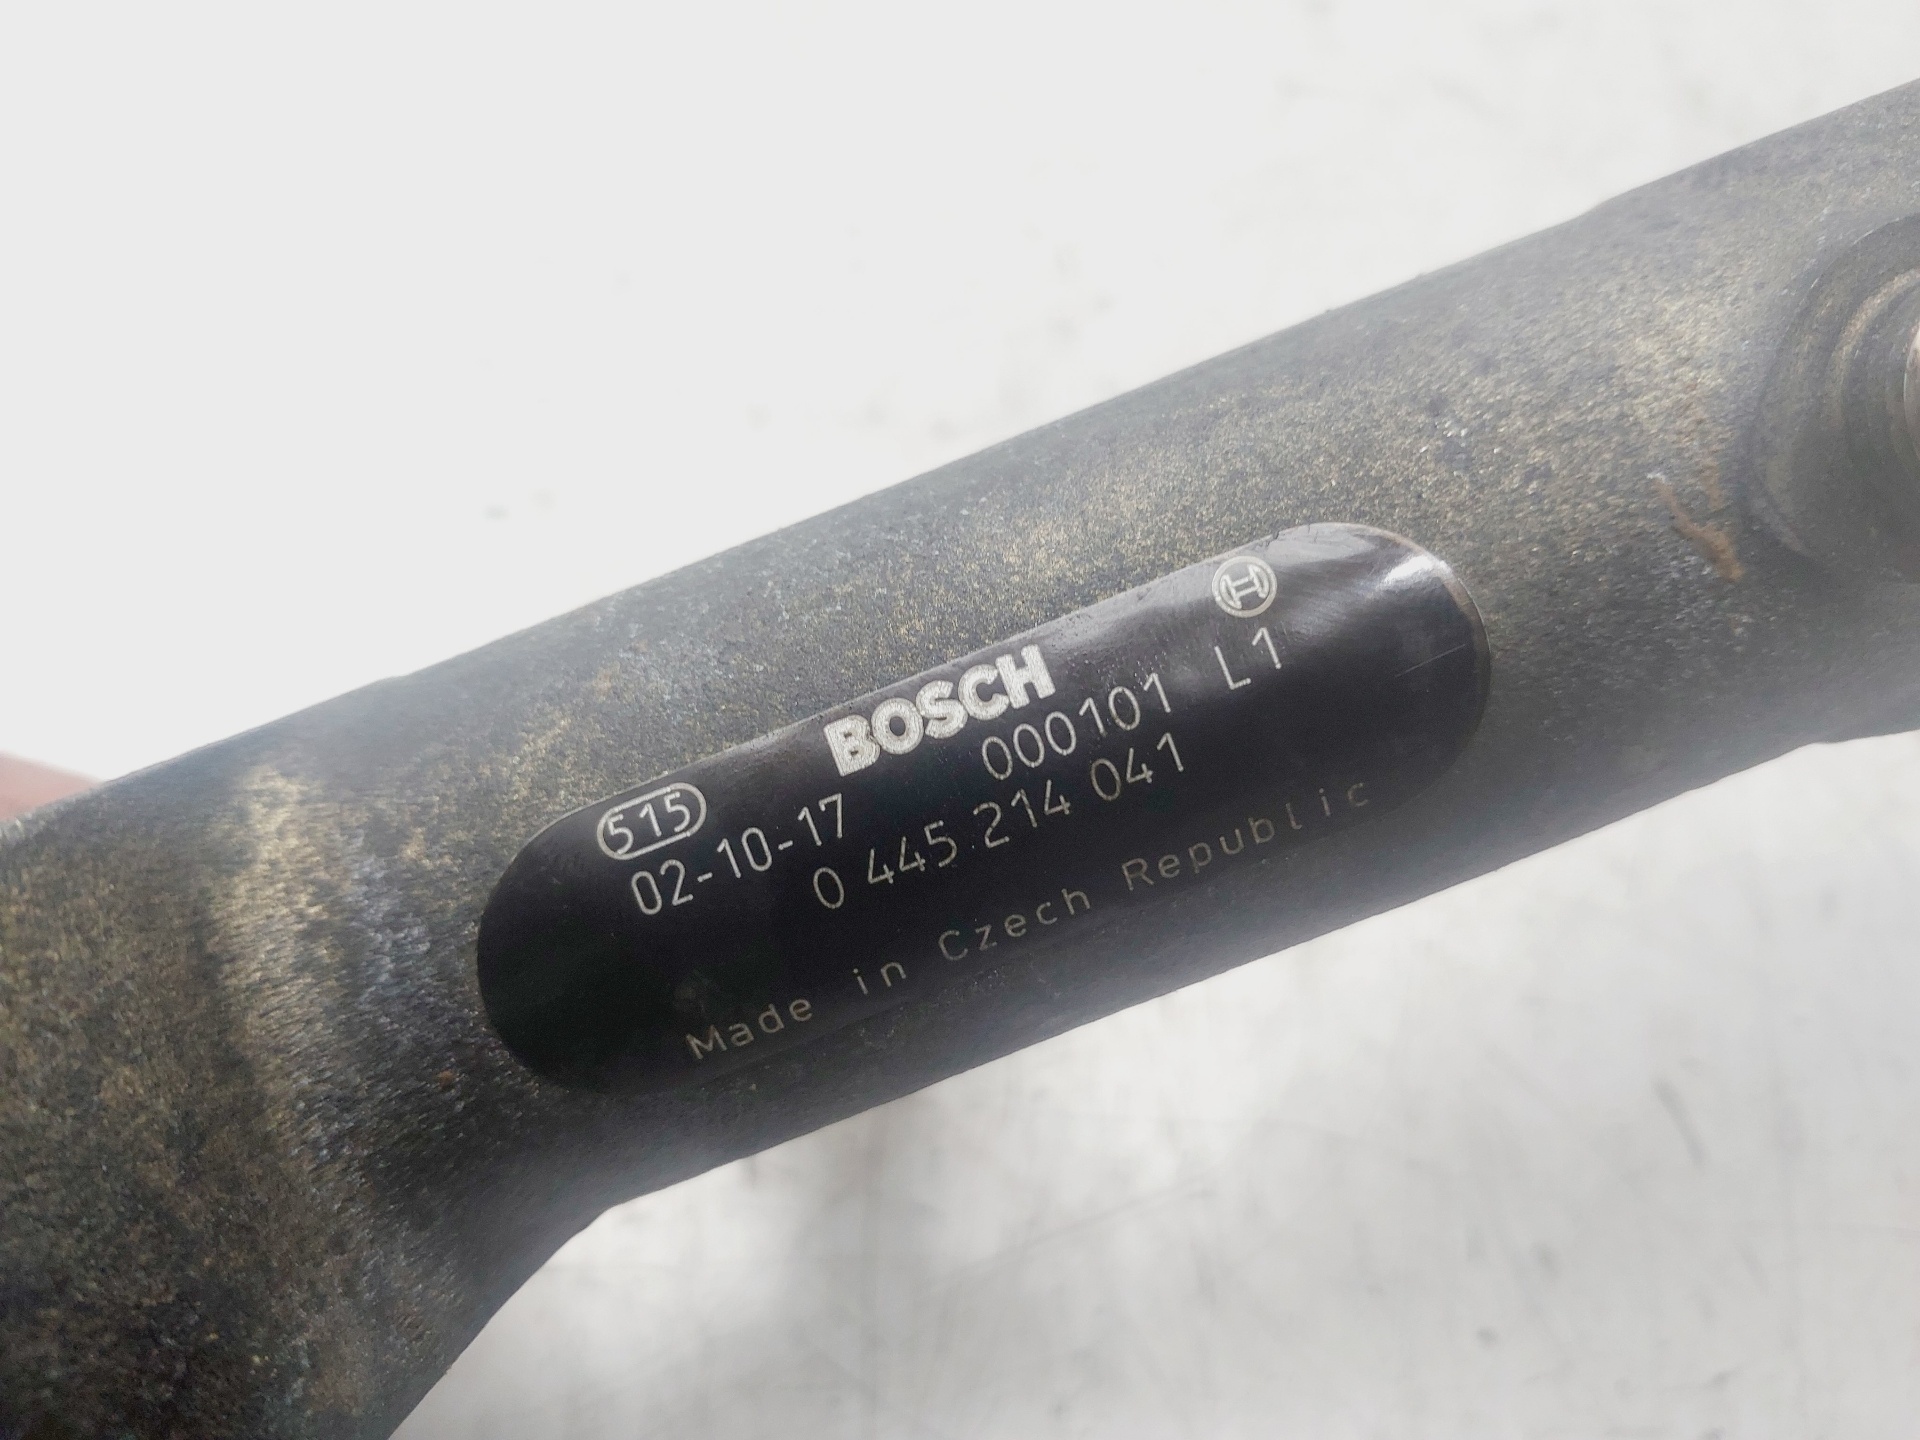 515 BOSCH
02-10-17 000101 L1
0 445 214 041
Made in Czech Republic